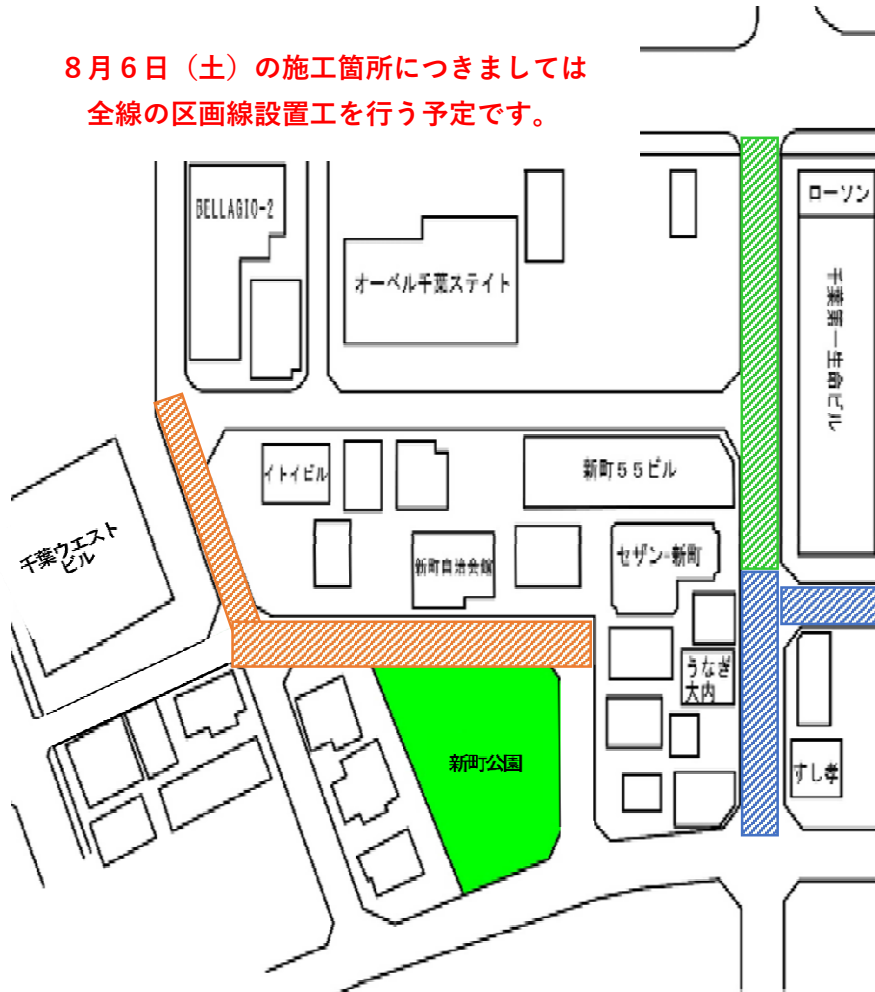 ８月６日（土）の施工箇所につきましては
全線の区画線設置工を行う予定です。
BELLAGIO-2
ローソン
オーベル千葉ステイト
千葉第一生命ビル
イトイビル
新町５５ビル
千葉ウエスト
ビル
新町自治会館
セザン-新町
うなぎ
大内
新町公園
すし孝